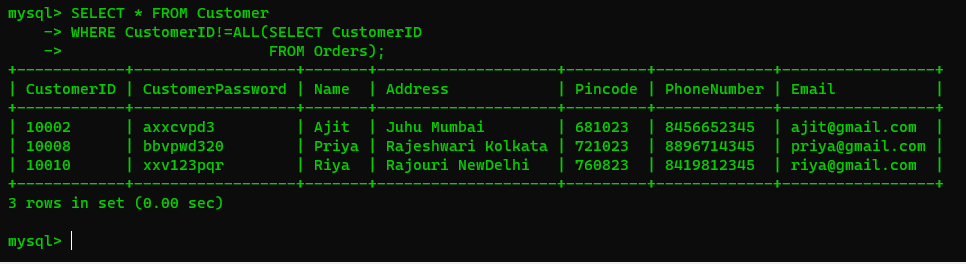 mysql> SELECT * FROM Customer
    -> WHERE CustomerID!=ALL(SELECT CustomerID
    ->                       FROM Orders);
+------------+------------------+-------+--------------------+---------+-------------+-----------------+
| CustomerID | CustomerPassword | Name  | Address            | Pincode | PhoneNumber | Email           |
+------------+------------------+-------+--------------------+---------+-------------+-----------------+
| 10002      | axxcvpd3         | Ajit  | Juhu Mumbai        | 681023  | 8456652345  | ajit@gmail.com  |
| 10008      | bbvpwd320        | Priya | Rajeshwari Kolkata | 721023  | 8896714345  | priya@gmail.com |
| 10010      | xxv123pqr        | Riya  | Rajouri NewDelhi   | 760823  | 8419812345  | riya@gmail.com  |
+------------+------------------+-------+--------------------+---------+-------------+-----------------+
3 rows in set (0.00 sec)
mysql>